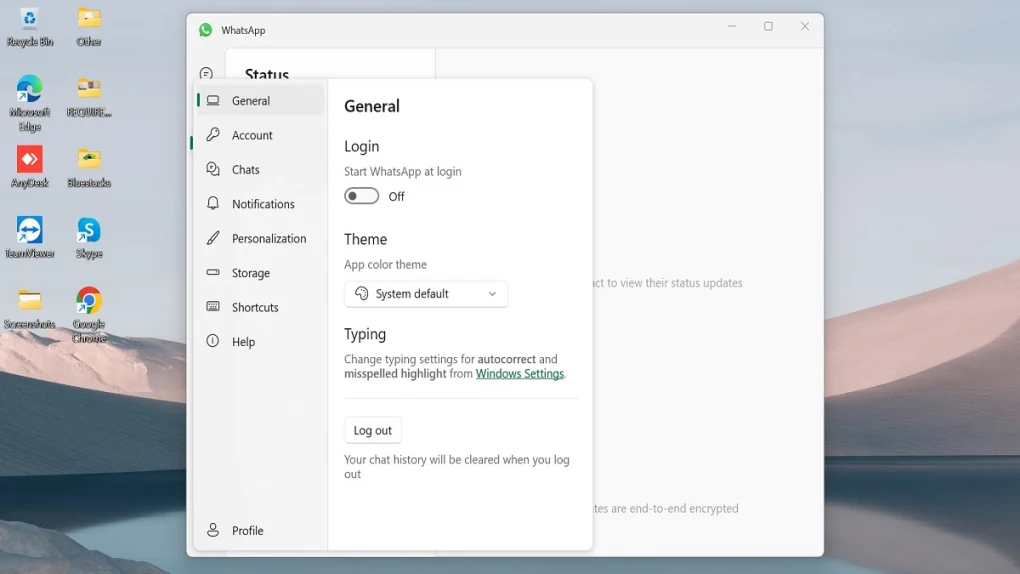 Recycle Bin
Other
Microsoft Edge
REQUIRE...
AnyDesk
Bluestacks
TeamViewer
Skype
Screenshots
Google Chrome
WhatsApp
Status
General
Account
Chats
Notifications
Personalization
Storage
Shortcuts
Help
Profile
General
Login
Start WhatsApp at login
Off
Theme
App color theme
System default
Typing
Change typing settings for autocorrect and
misspelled highlight from Windows Settings.
Log out
Your chat history will be cleared when you log
out
act to view their status updates
tes are end-to-end encrypted